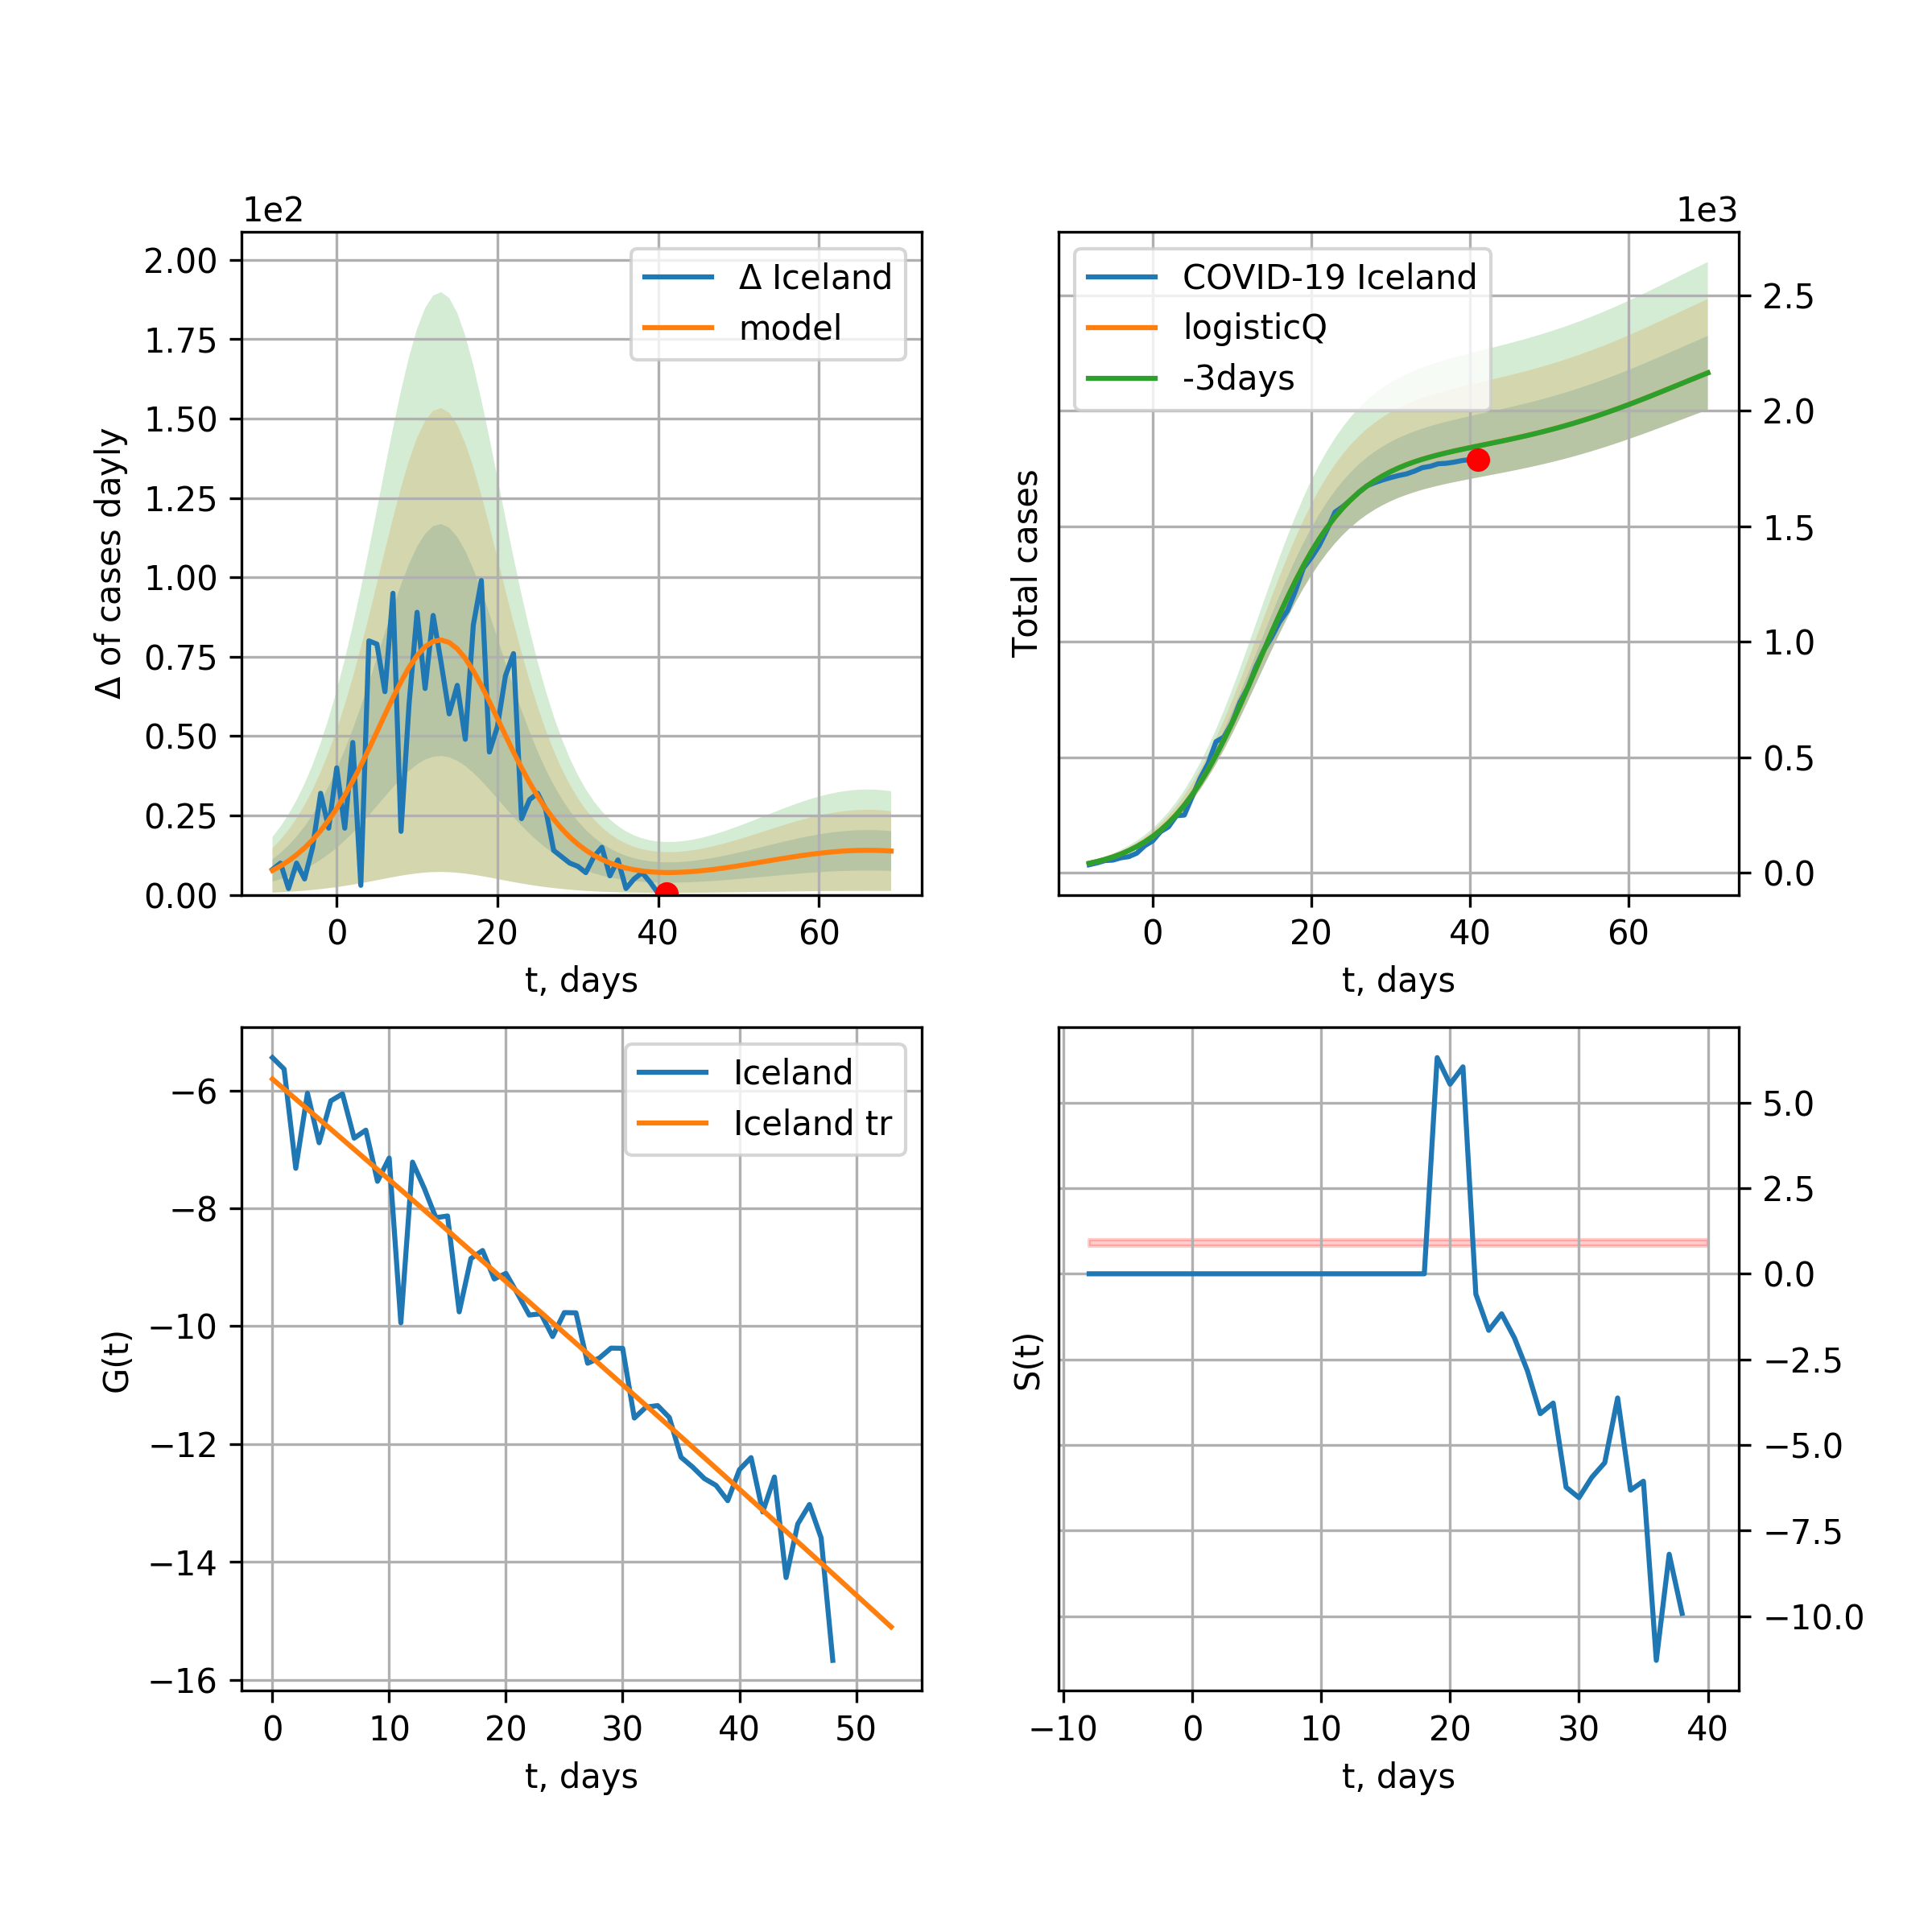 1e2
Δ of cases dayly
2.00
1.75
1.50
1.25
1.00
0.75
0.50
0.25
0.00
Δ Iceland
model
0 20 40 60
t, days
1e3
Total cases
COVID-19 Iceland
logisticQ
-3days
2.5
2.0
1.5
1.0
0.5
0.0
0 20 40 60
t, days
G(t)
−6
−8
−10
−12
−14
−16
Iceland
Iceland tr
0 10 20 30 40 50
t, days
S(t)
5.0
2.5
0.0
−2.5
−5.0
−7.5
−10.0
−10 0 10 20 30 40
t, days